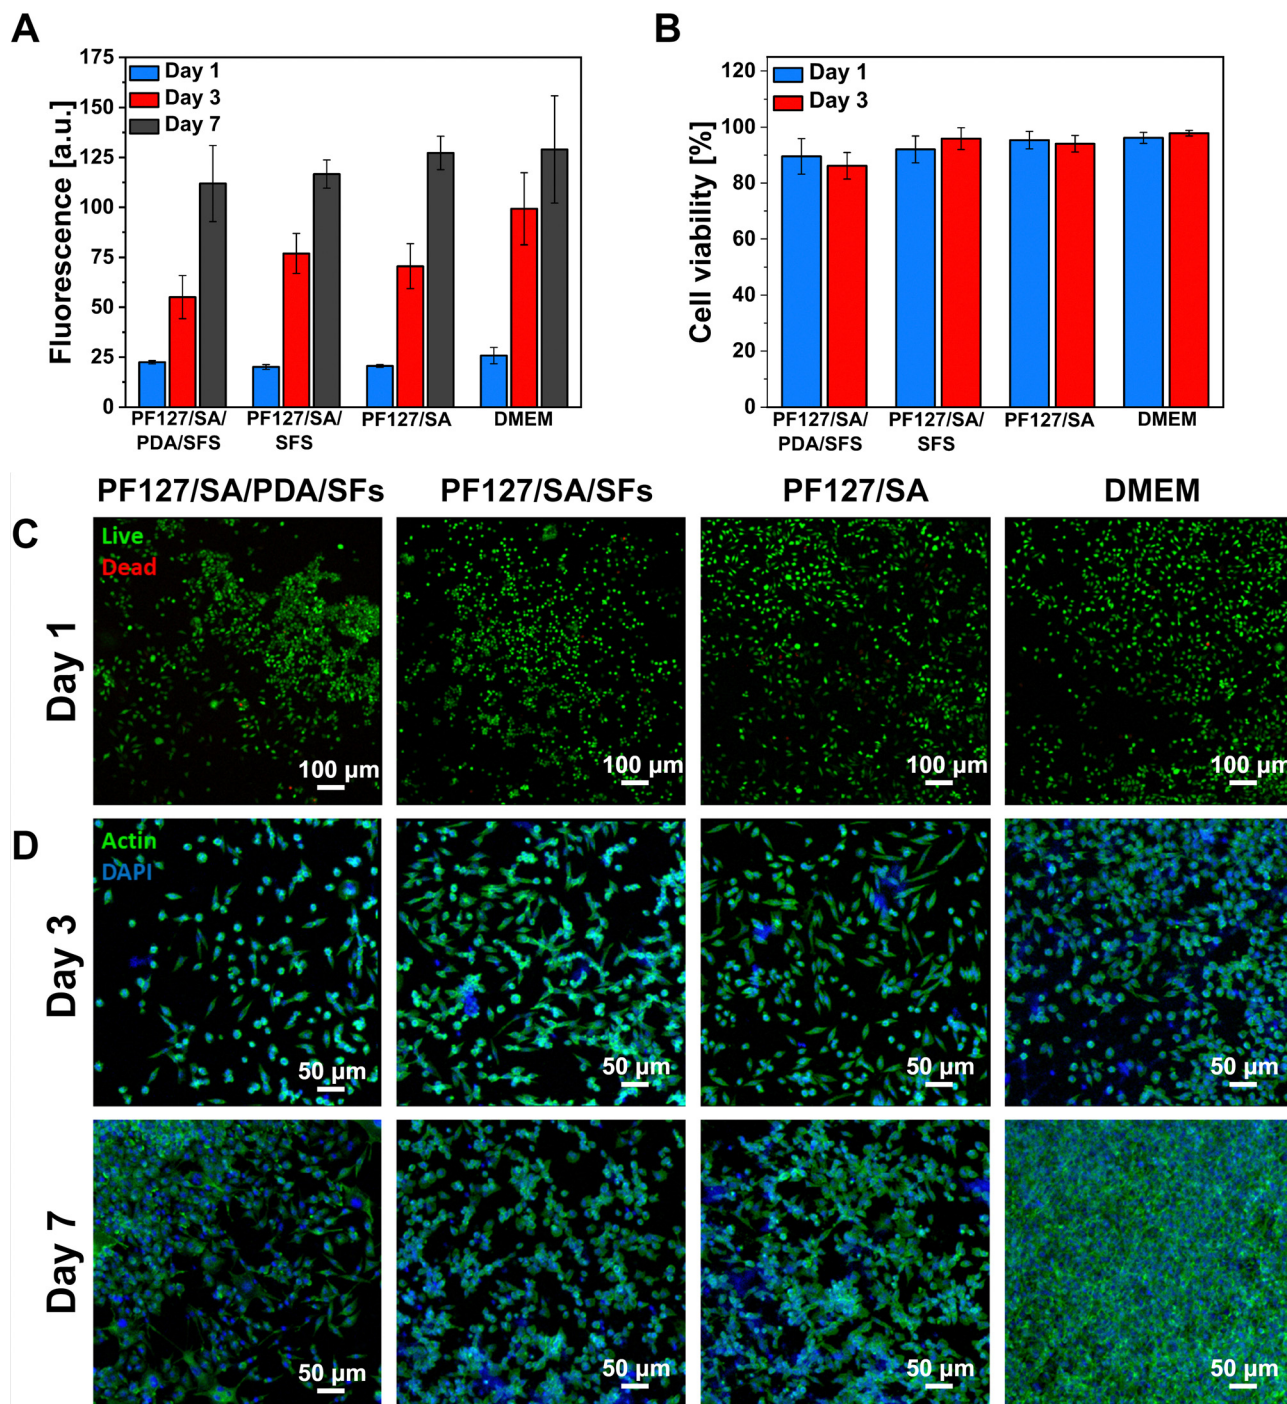 A
Fluorescence [a.u.]
175
150
125
100
75
50
25
0
Day 1
Day 3
Day 7
PF127/SA/
PDA/SFS
PF127/SA/
SFS
PF127/SA
DMEM
B
Cell viability [%]
120
100
80
60
40
20
0
Day 1
Day 3
PF127/SA/
PDA/SFS
PF127/SA/
SFS
PF127/SA
DMEM
PF127/SA/PDA/SFs
PF127/SA/SFs
PF127/SA
DMEM
C
Day 1
Live
Dead
100 µm
100 µm
100 µm
100 µm
D
Day 3
Actin
DAPI
50 µm
50 µm
50 µm
50 µm
Day 7
50 µm
50 µm
50 µm
50 µm